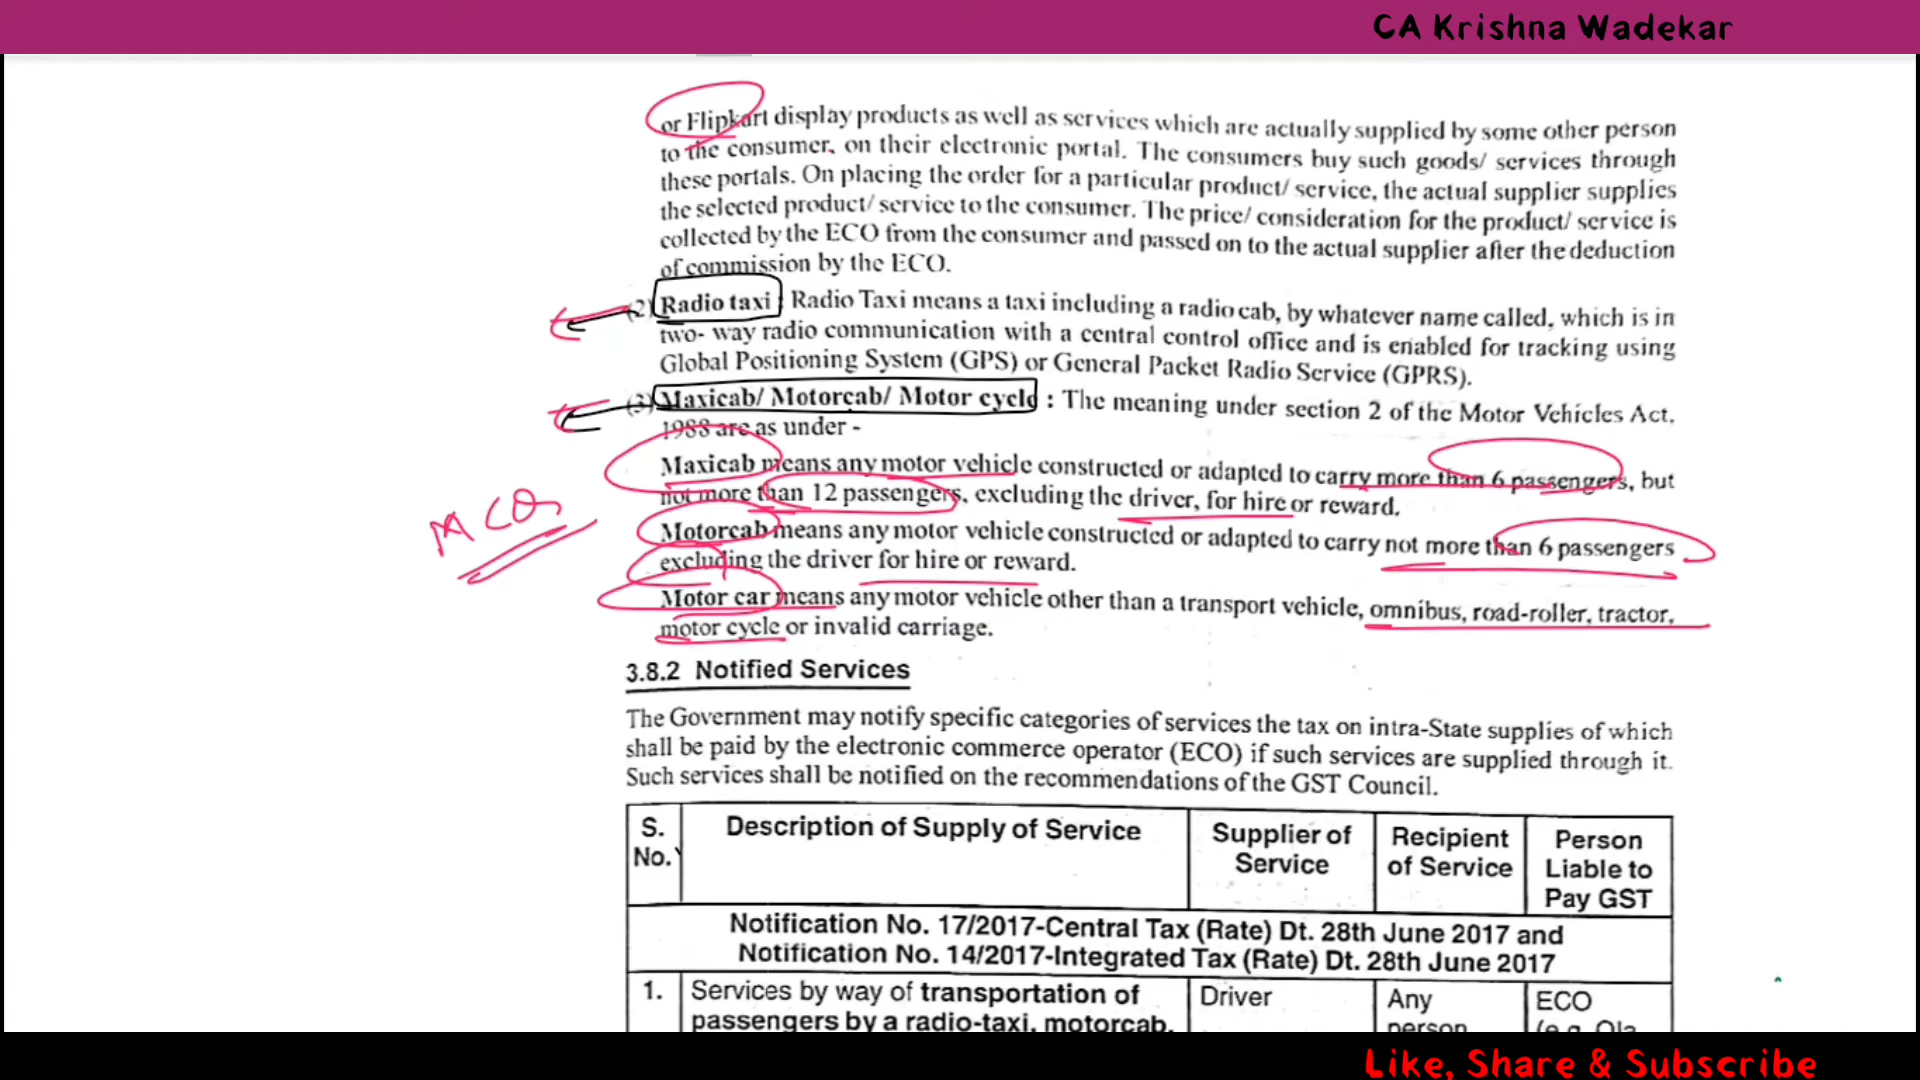 CA Krishna Wadekar
or Flipkart display products as well as services which are actually supplied by some other person
to the consumer, on their electronic portal. The consumers buy such goods/ services through
these portals. On placing the order for a particular product/ service, the actual supplier supplies
the selected product/ service to the consumer. The price/ consideration for the product/ service is
collected by the ECO from the consumer and passed on to the actual supplier after the deduction
of commission by the ECO.
(2) Radio taxi : Radio Taxi means a taxi including a radio cab, by whatever name called, which is in
two- way radio communication with a central control office and is enabled for tracking using
Global Positioning System (GPS) or General Packet Radio Service (GPRS).
(3) Maxicab/ Motorcab/ Motor cycle : The meaning under section 2 of the Motor Vehicles Act,
1988 are as under -
Maxicab means any motor vehicle constructed or adapted to carry more than 6 passengers, but
not more than 12 passengers, excluding the driver, for hire or reward.
MCQs
Motorcab means any motor vehicle constructed or adapted to carry not more than 6 passengers
excluding the driver for hire or reward.
Motor car means any motor vehicle other than a transport vehicle, omnibus, road-roller, tractor,
motor cycle or invalid carriage.
3.8.2 Notified Services
The Government may notify specific categories of services the tax on intra-State supplies of which
shall be paid by the electronic commerce operator (ECO) if such services are supplied through it.
Such services shall be notified on the recommendations of the GST Council.
S. No. Description of Supply of Service Supplier of Service Recipient of Service Person Liable to Pay GST
Notification No. 17/2017-Central Tax (Rate) Dt. 28th June 2017 and
Notification No. 14/2017-Integrated Tax (Rate) Dt. 28th June 2017
1. Services by way of transportation of Driver Any ECO
passengers by a radio-taxi, motorcab, person (e.g. Ola
Like, Share & Subscribe